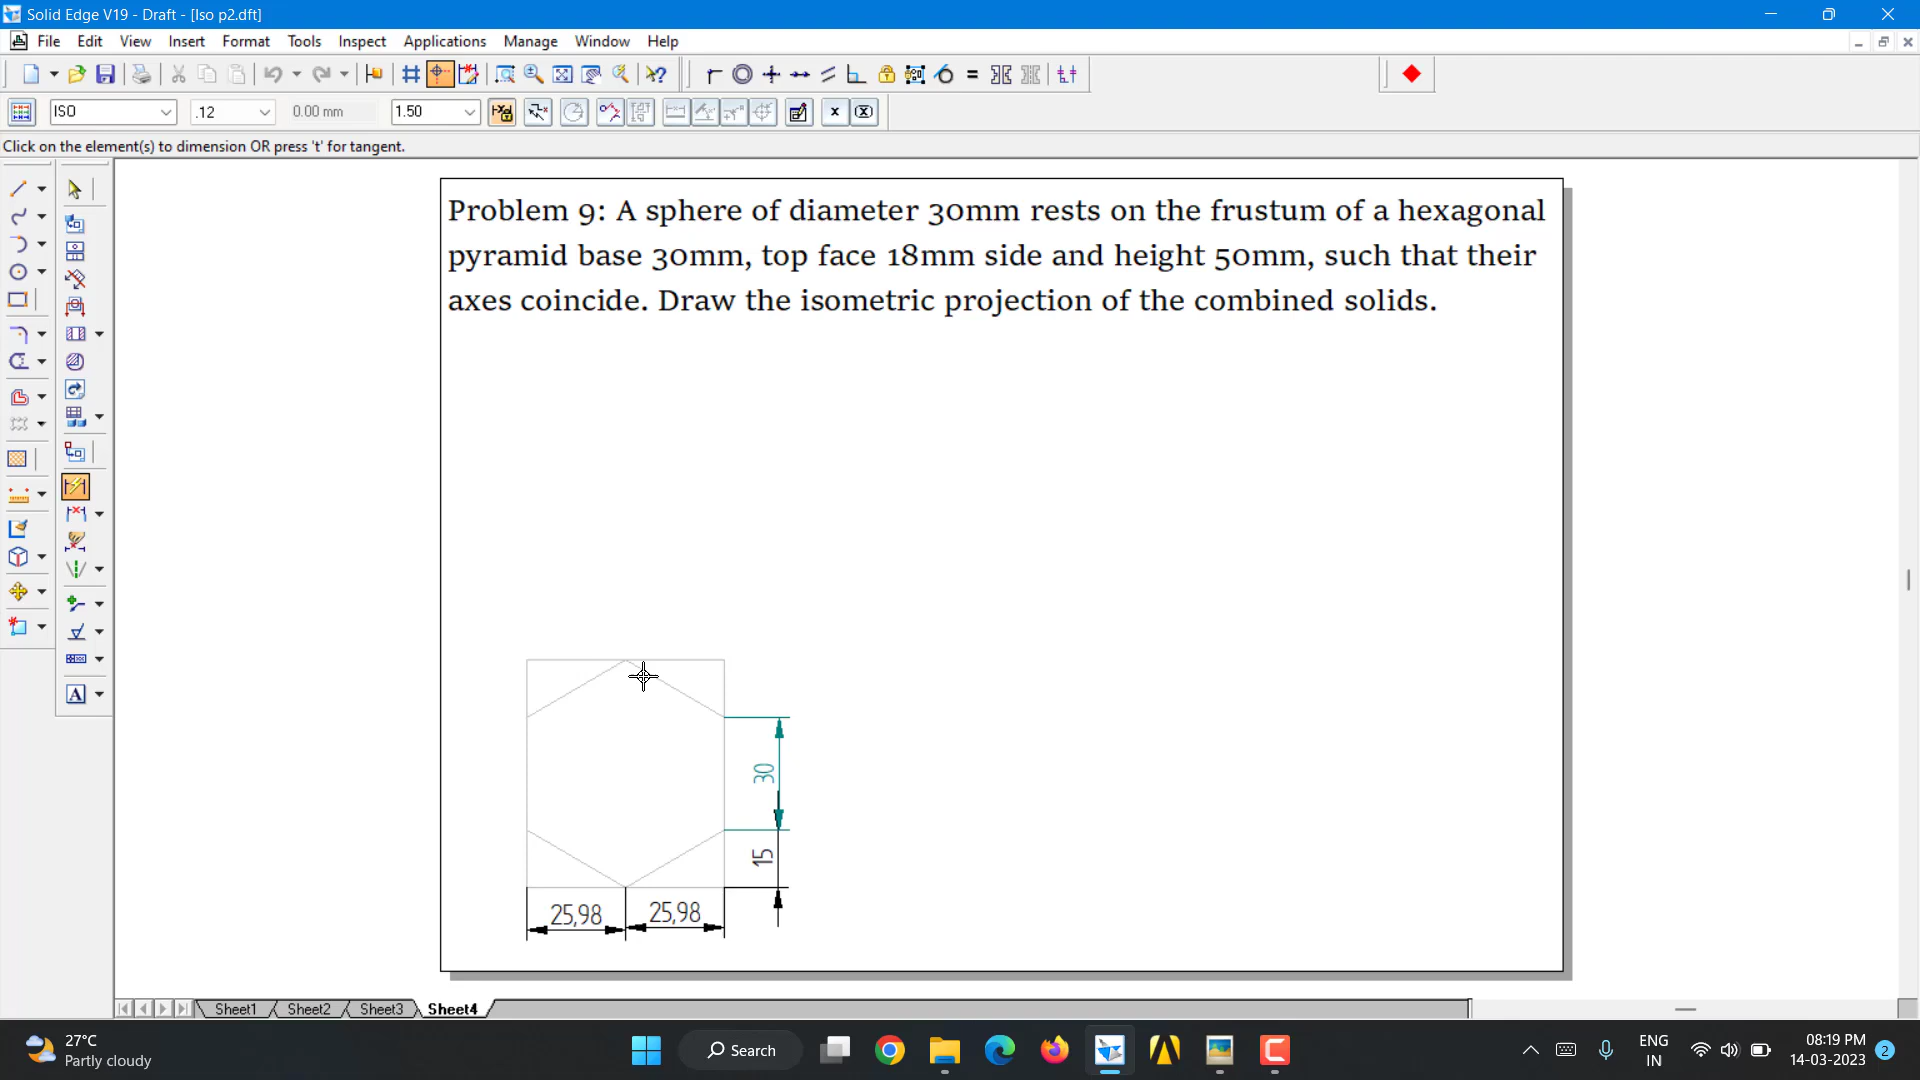 Solid Edge V19 - Draft - [Iso p2.dft]
File Edit View Insert Format Tools Inspect Applications Manage Window Help
ISO .12 0.00 mm 1.50
Click on the element(s) to dimension OR press 't' for tangent.
Problem 9: A sphere of diameter 30mm rests on the frustum of a hexagonal
pyramid base 30mm, top face 18mm side and height 50mm, such that their
axes coincide. Draw the isometric projection of the combined solids.
30
15
25,98 25,98
Sheet1 Sheet2 Sheet3 Sheet4
27°C
Partly cloudy
Search
ENG
IN
08:19 PM
14-03-2023
2